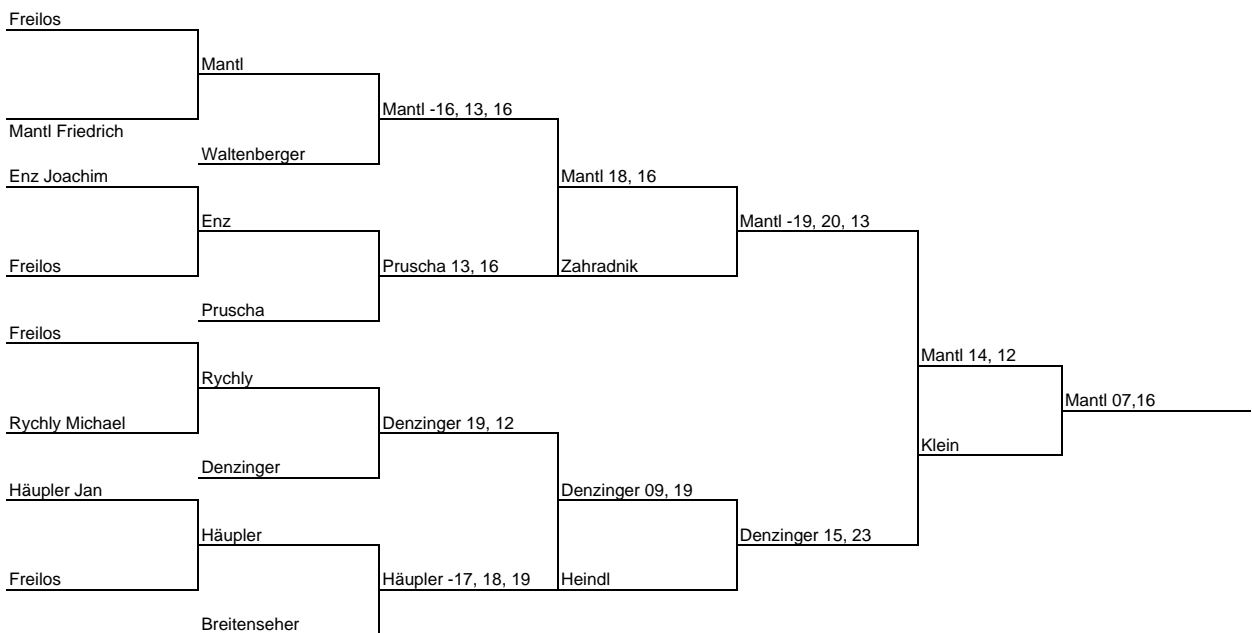 Freilos
Mantl
Mantl -16, 13, 16
Mantl Friedrich
Waltenberger
Enz Joachim
Mantl 18, 16
Enz
Mantl -19, 20, 13
Freilos
Pruscha 13, 16
Zahradnik
Pruscha
Freilos
Mantl 14, 12
Rychly
Mantl 07,16
Rychly Michael
Denzinger 19, 12
Klein
Denzinger
Häupler Jan
Denzinger 09, 19
Häupler
Denzinger 15, 23
Freilos
Häupler -17, 18, 19
Heindl
Breitenseher